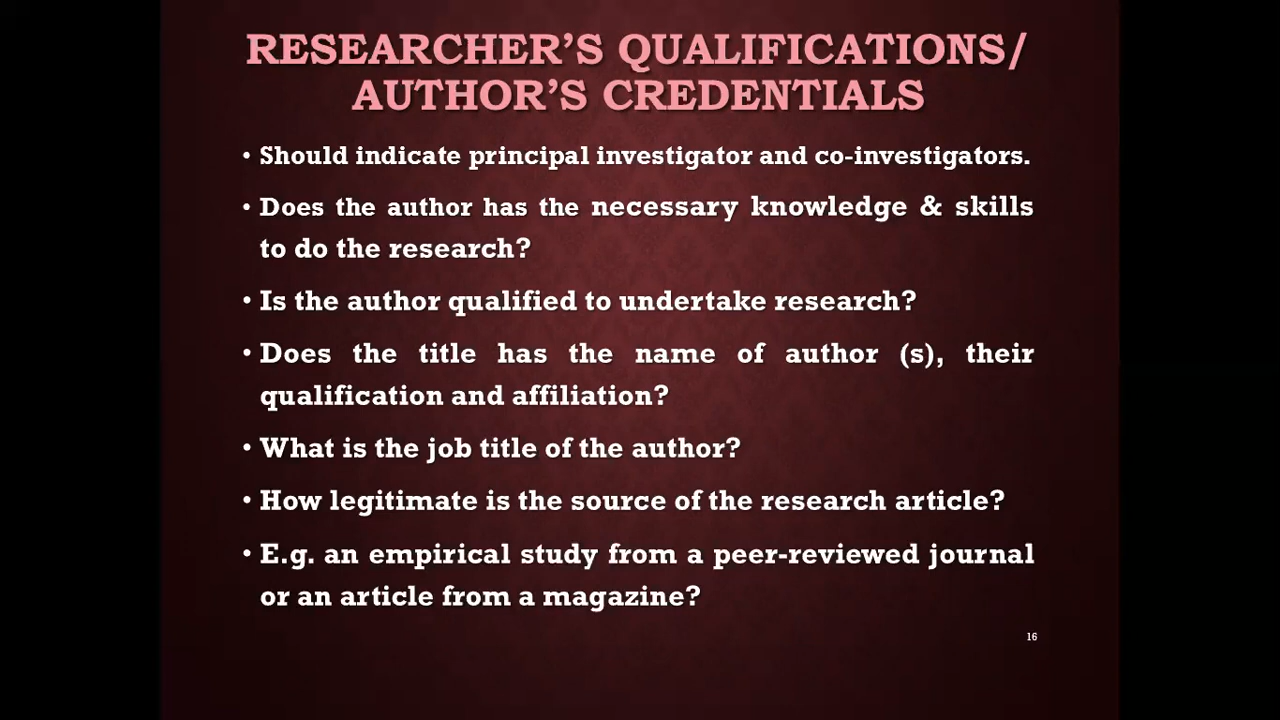 RESEARCHER’S QUALIFICATIONS/
AUTHOR’S CREDENTIALS
• Should indicate principal investigator and co-investigators.
• Does the author has the necessary knowledge & skills
to do the research?
• Is the author qualified to undertake research?
• Does the title has the name of author (s), their
qualification and affiliation?
• What is the job title of the author?
• How legitimate is the source of the research article?
• E.g. an empirical study from a peer-reviewed journal
or an article from a magazine?
16